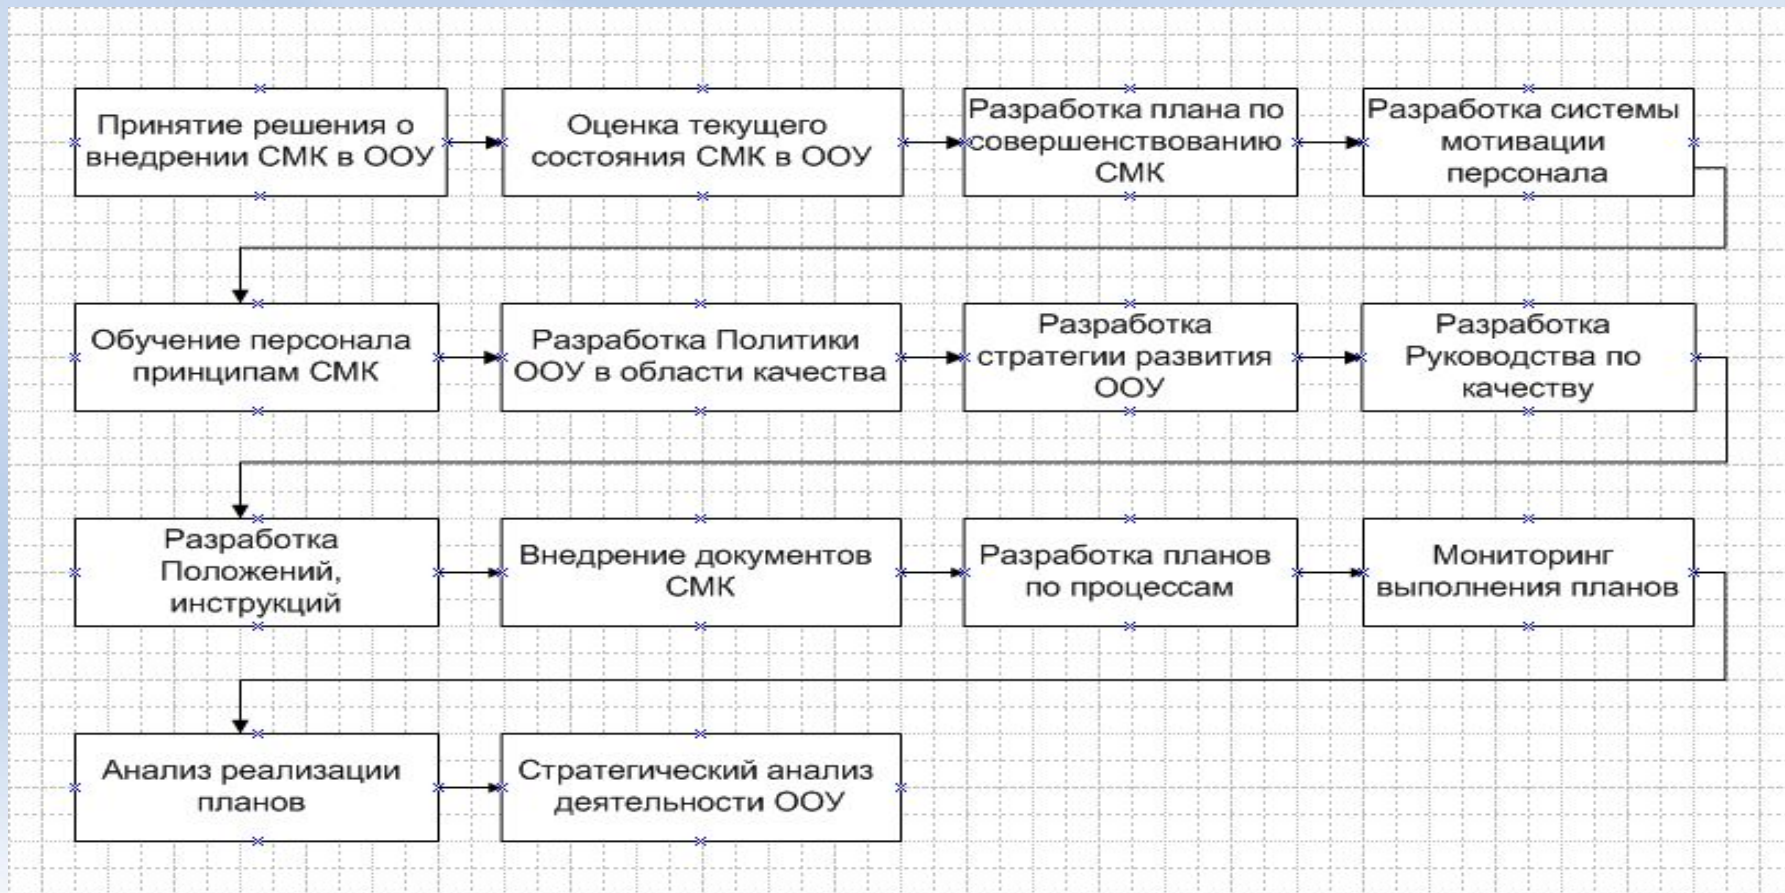 Принятие решения о
внедрении СМК в ООУ
Оценка текущего
состояния СМК в ООУ
Разработка плана по
совершенствованию
СМК
Разработка системы
мотивации
персонала
Обучение персонала
принципам СМК
Разработка Политики
ООУ в области качества
Разработка
стратегии развития
ООУ
Разработка
Руководства по
качеству
Разработка
Положений,
инструкций
Внедрение документов
СМК
Разработка планов
по процессам
Мониторинг
выполнения планов
Анализ реализации
планов
Стратегический анализ
деятельности ООУ